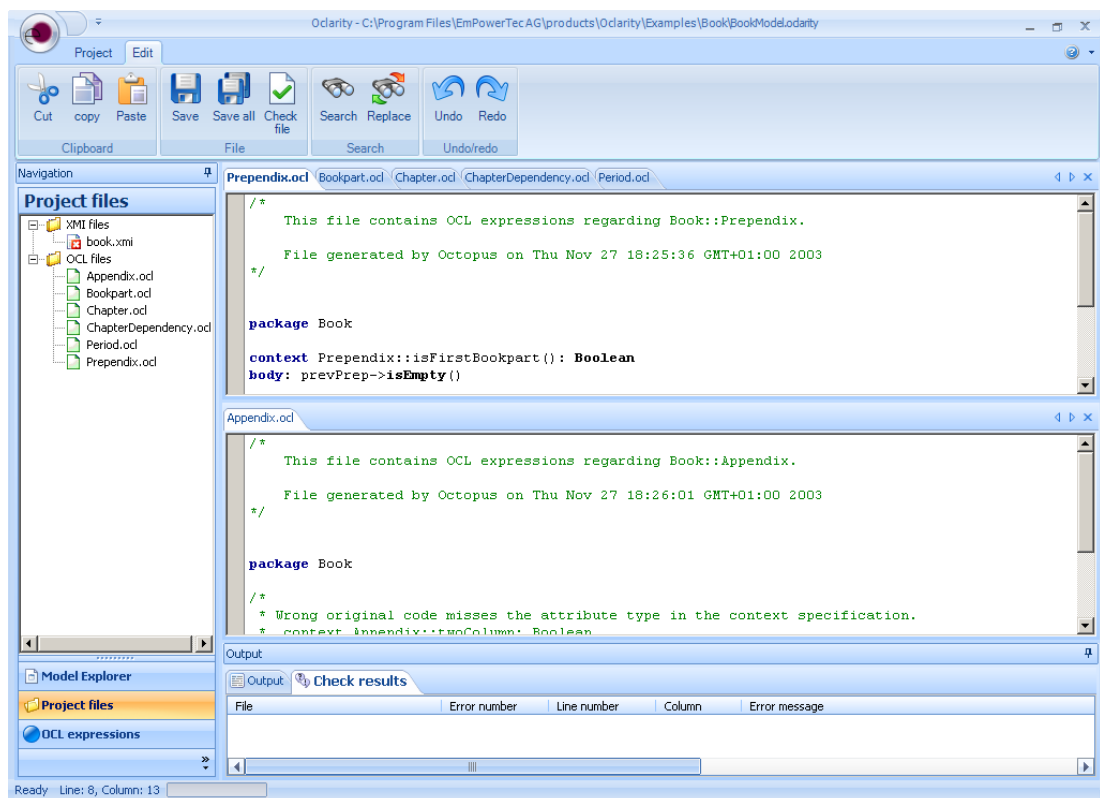 Oclarity - C:\Program Files\EmPowerTec AG\products\Oclarity\Examples\Book\BookModel.odarity
Project Edit
Cut copy Paste Save Save all Check file Search Replace Undo Redo
Clipboard File Search Undo/redo
Navigation
Project files
XMI files
book.xmi
OCL files
Appendix.ocl
Bookpart.ocl
Chapter.ocl
ChapterDependency.ocl
Period.ocl
Prependix.ocl
Model Explorer
Project files
OCL expressions
Prependix.ocl Bookpart.ocl Chapter.ocl ChapterDependency.ocl Period.ocl
/*
This file contains OCL expressions regarding Book::Prependix.
File generated by Octopus on Thu Nov 27 18:25:36 GMT+01:00 2003
*/
package Book
context Prependix::isFirstBookpart(): Boolean
body: prevPrep->isEmpty()
Appendix.ocl
/*
This file contains OCL expressions regarding Book::Appendix.
File generated by Octopus on Thu Nov 27 18:26:01 GMT+01:00 2003
*/
package Book
/*
* Wrong original code misses the attribute type in the context specification.
* context Appendix::twoColumn: Boolean
Output
Output Check results
File Error number Line number Column Error message
Ready Line: 8, Column: 13